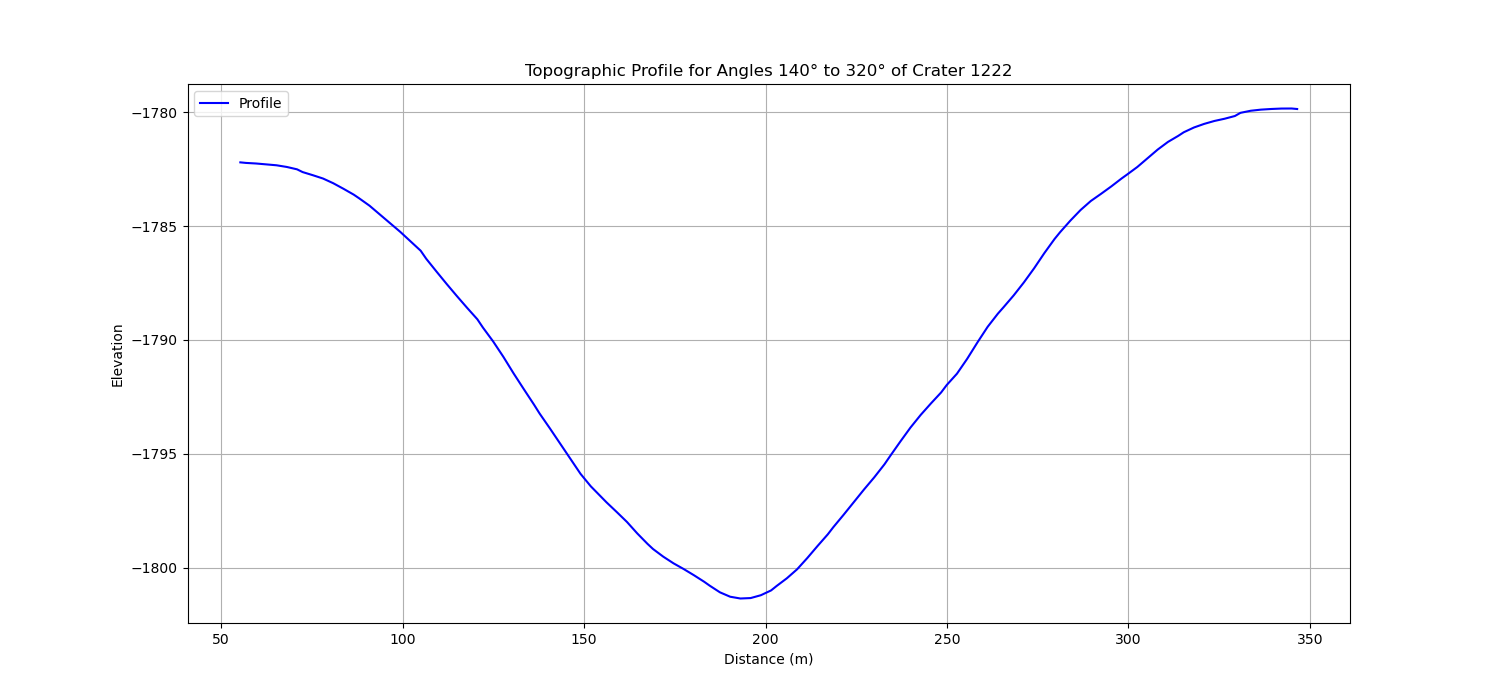 Topographic Profile for Angles 140° to 320° of Crater 1222
Profile
−1780
−1785
−1790
−1795
−1800
Elevation
50 100 150 200 250 300 350
Distance (m)